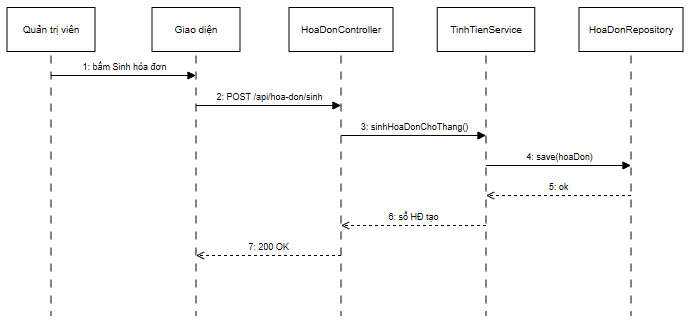 Quản trị viên
Giao diện
HoaDonController
TinhTienService
HoaDonRepository
1: bấm Sinh hóa đơn
2: POST /api/hoa-don/sinh
3: sinhHoaDonChoThang()
4: save(hoaDon)
5: ok
6: số HĐ tạo
7: 200 OK